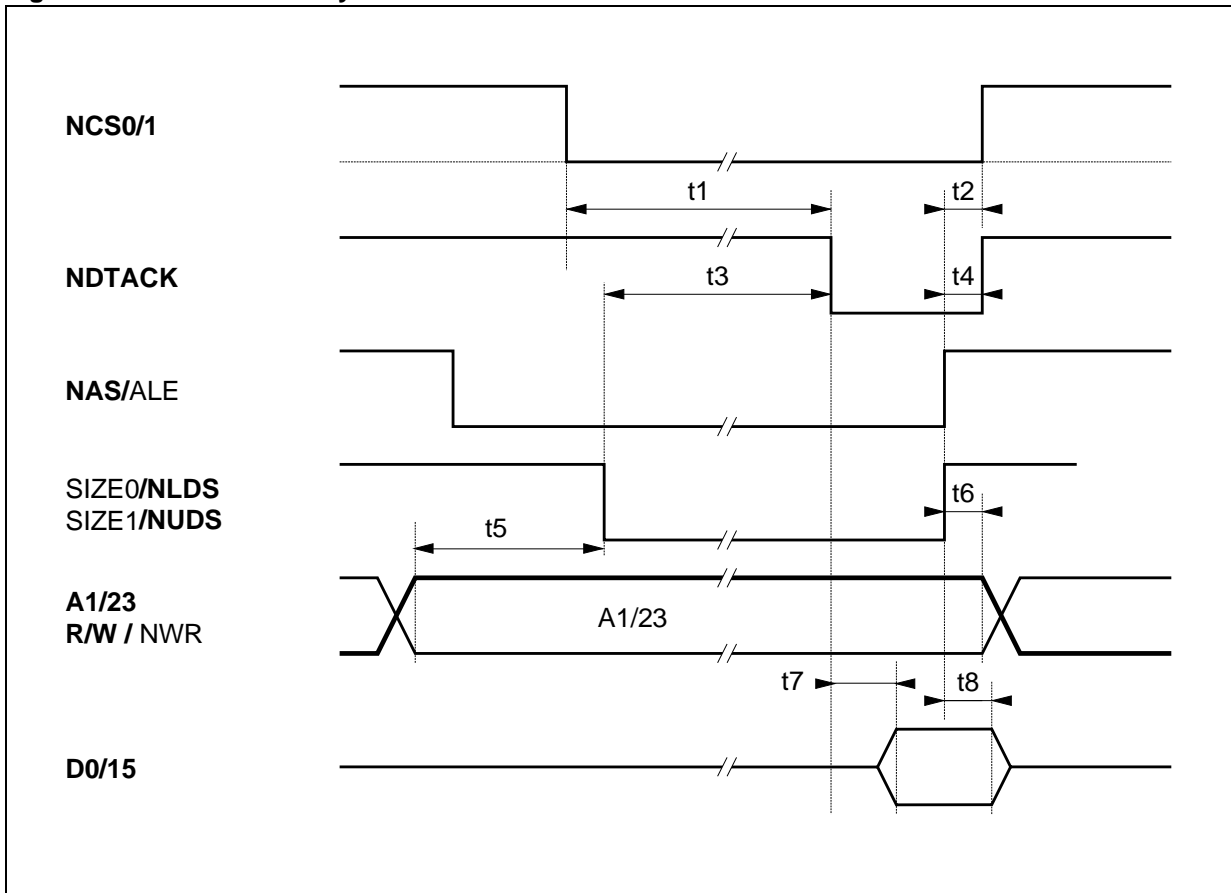 NCS0/1
t1
t2
NDTACK
t3
t4
NAS/ALE
SIZE0/NLDS
SIZE1/NUDS
t5
t6
A1/23
R/W / NWR
A1/23
t7
t8
D0/15